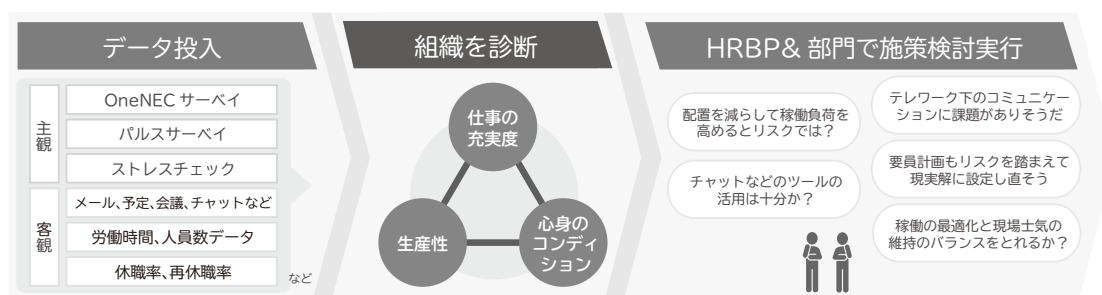 データ投入
主観
OneNEC サーベイ
パルスサーベイ
ストレスチェック
客観
メール、予定、会議、チャットなど
労働時間、人員数データ
休職率、再休職率
など
組織を診断
仕事の
充実度
生産性
心身の
コンディ
ション
HRBP& 部門で施策検討実行
配置を減らして稼働負荷を
高めるとリスクでは？
チャットなどのツールの
活用は十分か？
テレワーク下のコミュニケー
ションに課題がありそうだ
要員計画もリスクを踏まえて
現実解に設定し直そう
稼働の最適化と現場士気の
維持のバランスをとれるか？